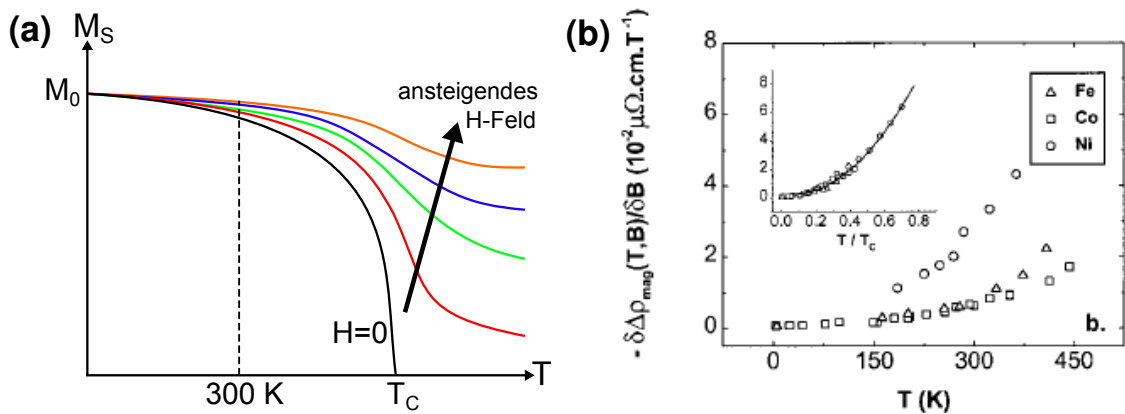 (a)
M_S
M_0
ansteigendes
H-Feld
H=0
300 K
T_C
T
(b)
- δΔρ_mag(T,B)/δB (10^-2 μΩ.cm.T^-1)
8
6
4
2
0
8
6
4
2
0
0.0 0.2 0.4 0.6 0.8
T / T_C
Fe
Co
Ni
b.
0 150 300 450
T (K)